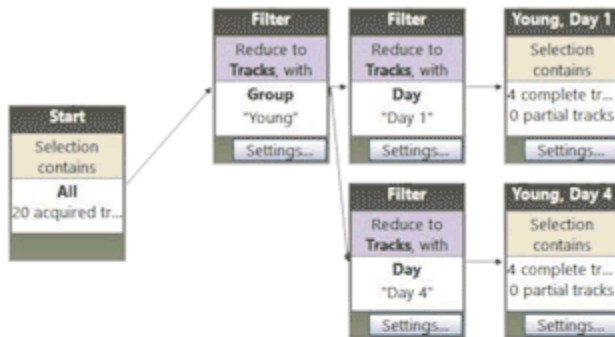 Start
Selection
contains
All
20 acquired tr...
Filter
Reduce to
Tracks, with
Group
"Young"
Settings...
Filter
Reduce to
Tracks, with
Day
"Day 1"
Settings...
Young, Day 1
Selection
contains
4 complete tr...
0 partial tracks
Settings...
Filter
Reduce to
Tracks, with
Day
"Day 4"
Settings...
Young, Day 4
Selection
contains
4 complete tr...
0 partial tracks
Settings...